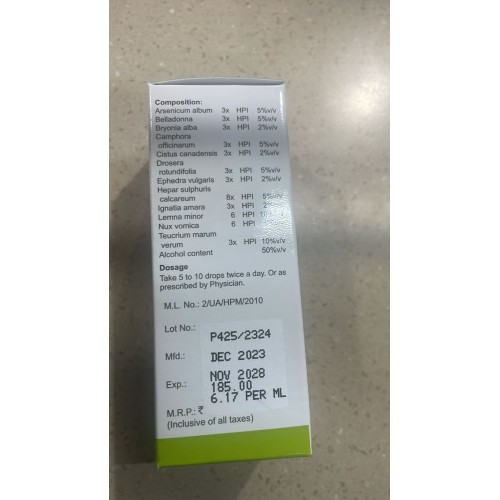 Composition:
Arsenicum album 3x HPI 5%v/v
Belladonna 3x HPI 5%v/v
Bryonia alba 3x HPI 2%v/v
Camphora
officinarum 3x HPI 5%v/v
Cistus canadensis 3x HPI 2%v/v
Drosera
rotundifolia 3x HPI 5%v/v
Ephedra vulgaris 3x HPI 2%v/v
Hepar sulphuris
calcareum 8x HPI 5%v/v
Ignatia amara 3x HPI
Lemna minor 6 HPI
Nux vomica 6 HPI
Teucrium marum
verum 3x HPI 10%v/v
Alcohol content 50%v/v
Dosage
Take 5 to 10 drops twice a day. Or as
prescribed by Physician.
M.L. No.: 2/UA/HPM/2010
Lot No.: P425/2324
Mfd.: DEC 2023
Exp.: NOV 2028
185.00
6.17 PER ML
M.R.P.: ₹
(Inclusive of all taxes)